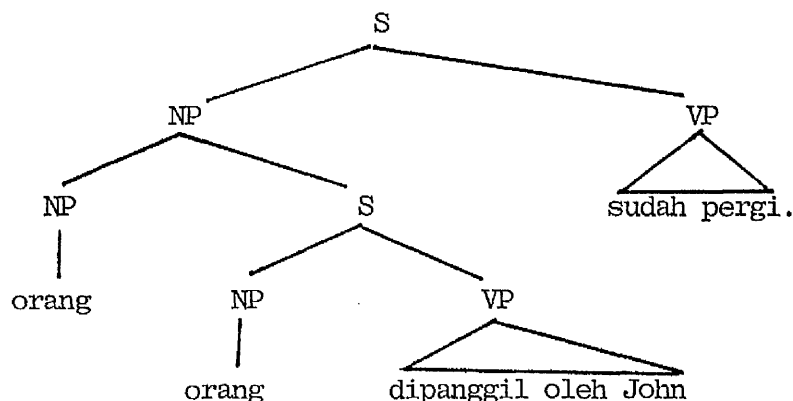 S
NP VP
NP S sudah pergi.
orang NP VP
orang dipanggil oleh John